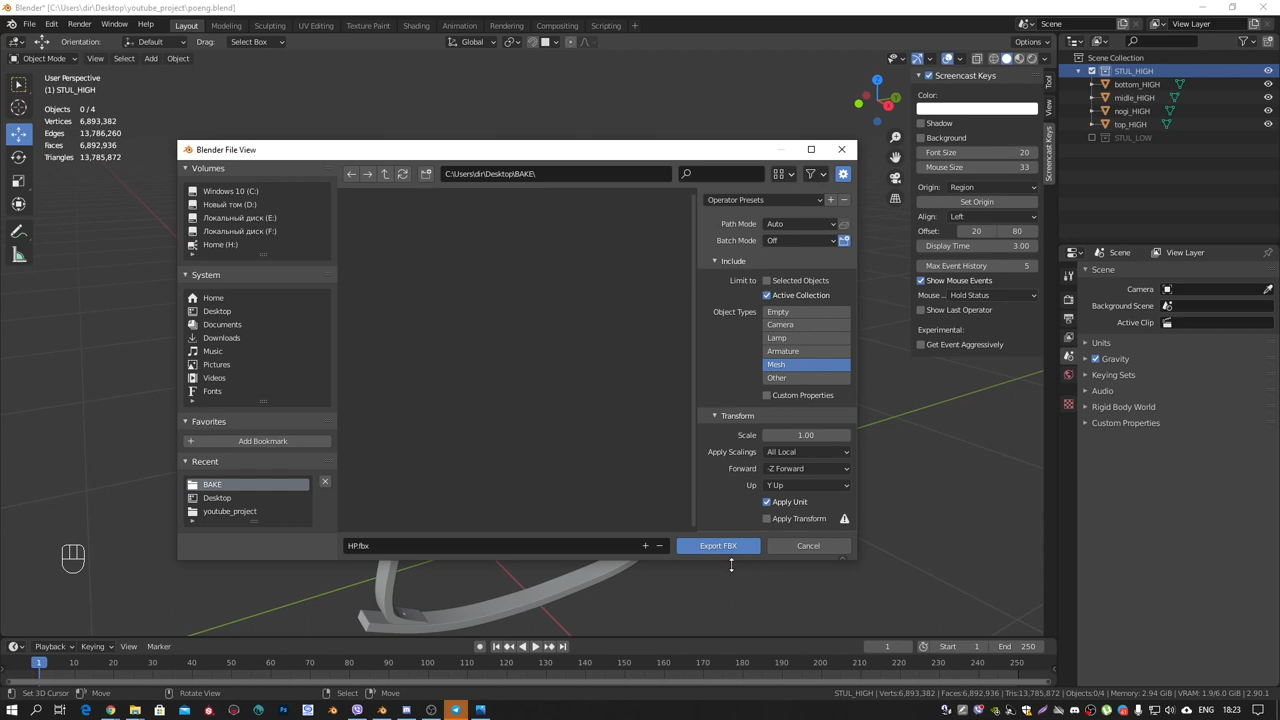 Blender* [C:\Users\dir\Desktop\youtube_project\poeng.blend]
File Edit Render Window Help Layout Modeling Sculpting UV Editing Texture Paint Shading Animation Rendering Compositing Scripting Scene View Layer
Orientation: Default Drag: Select Box Global Options
Object Mode View Select Add Object
User Perspective
(1) STUL_HIGH
Objects 0 / 4
Vertices 6,893,382
Edges 13,786,260
Faces 6,892,936
Triangles 13,785,872
Blender File View
Volumes
Windows 10 (C:)
Новый том (D:)
Локальный диск (E:)
Локальный диск (F:)
Home (H:)
System
Home
Desktop
Documents
Downloads
Music
Pictures
Videos
Fonts
Favorites
Add Bookmark
Recent
BAKE
Desktop
youtube_project
C:\Users\dir\Desktop\BAKE\
Operator Presets
Path Mode Auto
Batch Mode Off
Include
Limit to Selected Objects
Active Collection
Object Types Empty
Camera
Lamp
Armature
Mesh
Other
Custom Properties
Transform
Scale 1.00
Apply Scalings All Local
Forward -Z Forward
Up Y Up
Apply Unit
Apply Transform
HP.fbx
Export FBX Cancel
Screencast Keys
Color:
Shadow
Background
Font Size 20
Mouse Size 33
Origin: Region
Set Origin
Align: Left
Offset: 20 80
Display Time 3.00
Max Event History 5
Show Mouse Events
Mouse ... Hold Status
Show Last Operator
Experimental:
Get Event Aggressively
Tool
View
Screencast Keys
Scene Collection
STUL_HIGH
bottom_HIGH
midle_HIGH
nogi_HIGH
top_HIGH
STUL_LOW
Scene View Layer
Scene
Camera
Background Scene
Active Clip
Units
Gravity
Keying Sets
Audio
Rigid Body World
Custom Properties
Playback Keying View Marker 1 Start 1 End 250
1 10 20 30 40 50 60 70 80 90 100 110 120 130 140 150 160 170 180 190 200 210 220 230 240 250
Set 3D Cursor Move Rotate View Select Move STUL_HIGH | Verts:6,893,382 | Faces:6,892,936 | Tris:13,785,872 | Objects:0/4 | Memory: 2.94 GiB | VRAM: 1.9/6.0 GiB | 2.90.1
ENG 18:23